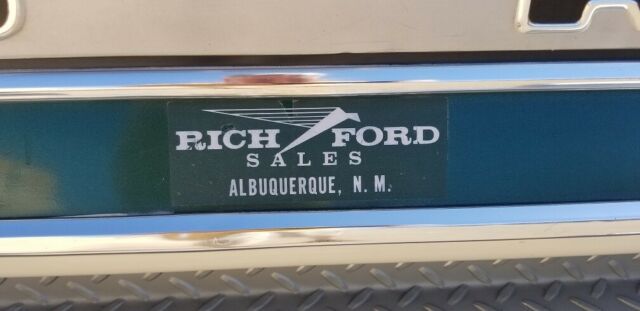 RICH FORD
SALES
ALBUQUERQUE, N. M.